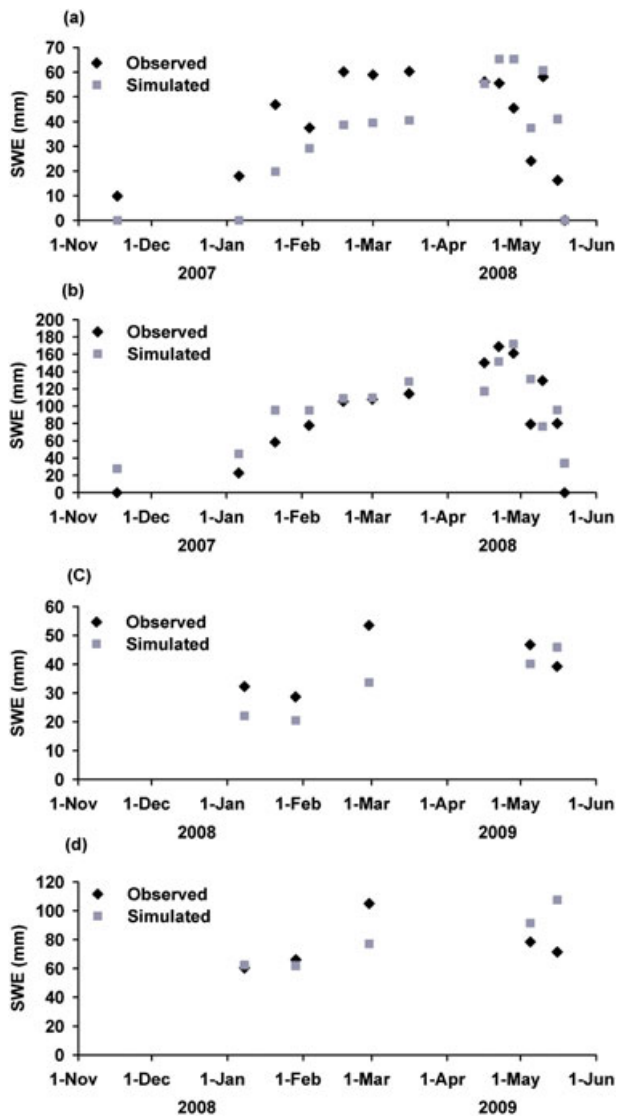 (a)
70
60
50
40
30
20
10
0
SWE (mm)
Observed
Simulated
1-Nov 1-Dec 1-Jan 1-Feb 1-Mar 1-Apr 1-May 1-Jun
2007 2008
(b)
200
180
160
140
120
100
80
60
40
20
0
SWE (mm)
Observed
Simulated
1-Nov 1-Dec 1-Jan 1-Feb 1-Mar 1-Apr 1-May 1-Jun
2007 2008
(C)
60
50
40
30
20
10
0
SWE (mm)
Observed
Simulated
1-Nov 1-Dec 1-Jan 1-Feb 1-Mar 1-Apr 1-May 1-Jun
2008 2009
(d)
120
100
80
60
40
20
0
SWE (mm)
Observed
Simulated
1-Nov 1-Dec 1-Jan 1-Feb 1-Mar 1-Apr 1-May 1-Jun
2008 2009